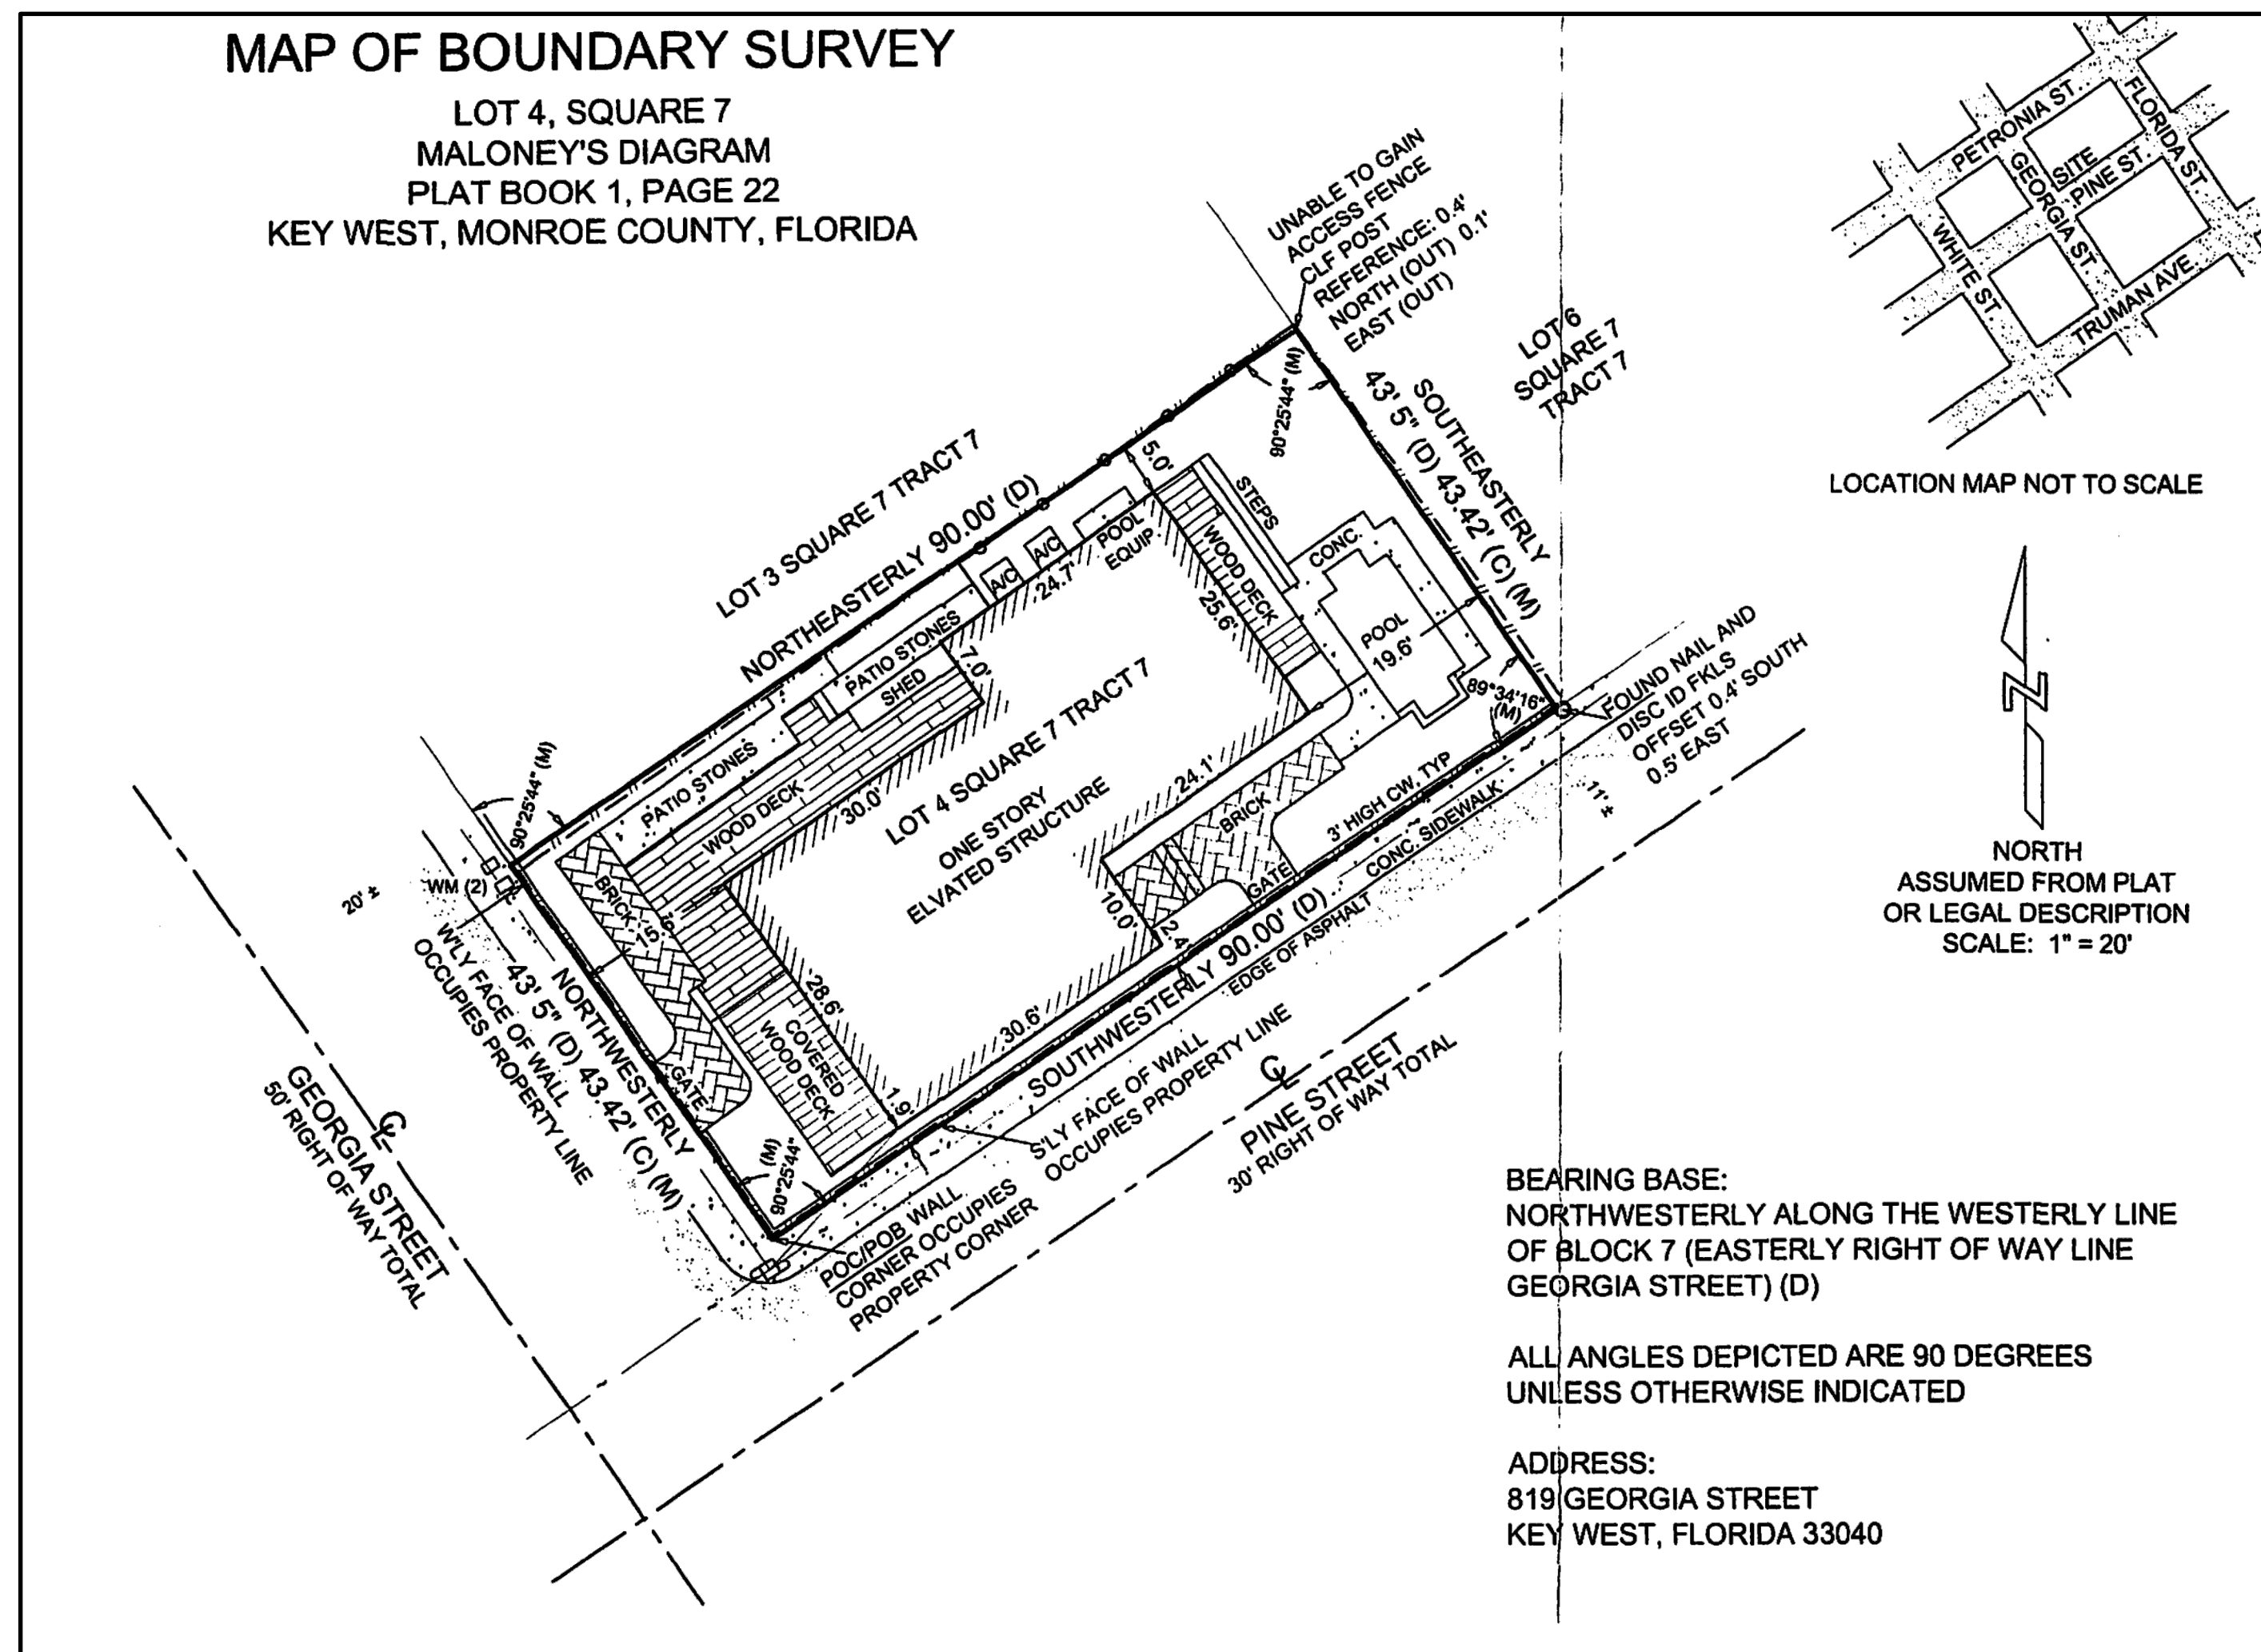 MAP OF BOUNDARY SURVEY
LOT 4, SQUARE 7
MALONEY'S DIAGRAM
PLAT BOOK 1, PAGE 22
KEY WEST, MONROE COUNTY, FLORIDA
UNABLE TO GAIN
ACCESS FENCE
CLF POST
REFERENCE: 0.4'
NORTH (OUT) 0.1'
EAST (OUT)
LOT 6
SQUARE 7
TRACT 7
PETRONIA ST.
FLORIDA ST.
SITE
PINE ST.
GEORGIA ST.
WHITE ST.
TRUMAN AVE.
LOCATION MAP NOT TO SCALE
N
NORTH
ASSUMED FROM PLAT
OR LEGAL DESCRIPTION
SCALE: 1" = 20'
LOT 3 SQUARE 7 TRACT 7
NORTHEASTERLY 90.00' (D)
90°25'44" (M)
SOUTHEASTERLY
43' 5" (D) 43.42' (C) (M)
5.0'
STEPS
A/C
A/C
POOL
EQUIP.
24.7'
WOOD DECK
25.6'
CONC.
POOL
19.6'
89°34'16"
(M)
FOUND NAIL AND
DISC ID FKLS
OFFSET 0.4' SOUTH
0.5' EAST
11' ±
PATIO STONES
SHED
7.0'
PATIO STONES
WOOD DECK
30.0'
LOT 4 SQUARE 7 TRACT 7
ONE STORY
ELVATED STRUCTURE
24.1'
BRICK
3' HIGH CW, TYP
CONC. SIDEWALK
GATE
10.0'
2.4'
90°25'44" (M)
WM (2)
20' ±
BRICK
15.6'
28.6'
COVERED
WOOD DECK
1.9'
30.6'
GATE
W'LY FACE OF WALL
OCCUPIES PROPERTY LINE
NORTHWESTERLY
43' 5" (D) 43.42' (C) (M)
(M)
90°25'44"
SOUTHWESTERLY 90.00' (D)
EDGE OF ASPHALT
S'LY FACE OF WALL
OCCUPIES PROPERTY LINE
POC/POB WALL
CORNER OCCUPIES
PROPERTY CORNER
CL
GEORGIA STREET
50' RIGHT OF WAY TOTAL
CL
PINE STREET
30' RIGHT OF WAY TOTAL
BEARING BASE:
NORTHWESTERLY ALONG THE WESTERLY LINE
OF BLOCK 7 (EASTERLY RIGHT OF WAY LINE
GEORGIA STREET) (D)
ALL ANGLES DEPICTED ARE 90 DEGREES
UNLESS OTHERWISE INDICATED
ADDRESS:
819 GEORGIA STREET
KEY WEST, FLORIDA 33040